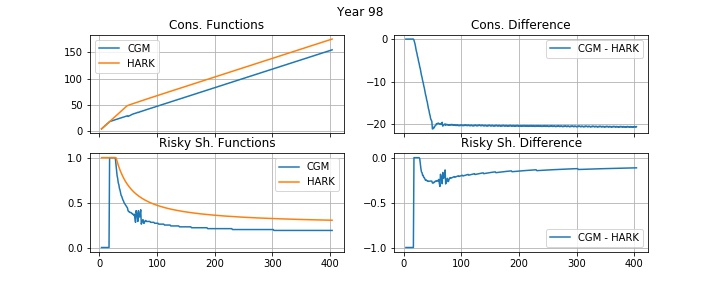 Year 98
Cons. Functions
Cons. Difference
150
100
50
0
CGM
HARK
0
−10
−20
CGM - HARK
Risky Sh. Functions
Risky Sh. Difference
1.0
0.5
0.0
CGM
HARK
0 100 200 300 400
0.0
−0.5
−1.0
CGM - HARK
0 100 200 300 400